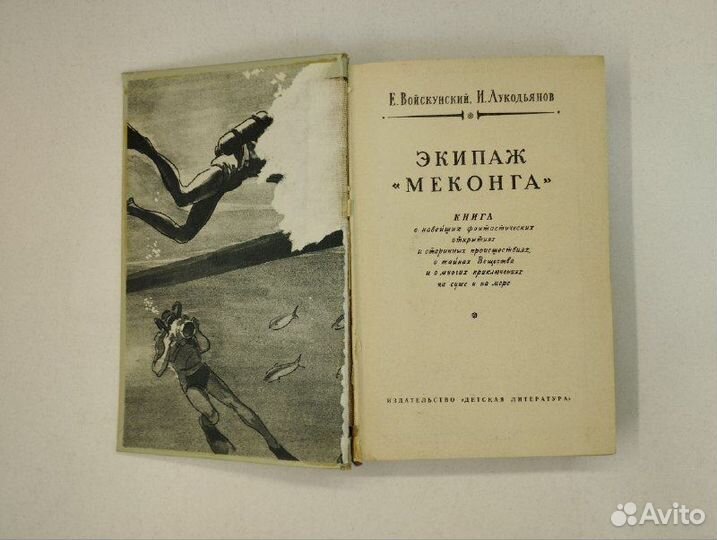 Е. Войскунский, И. Лукодьянов
ЭКИПАЖ
«МЕКОНГА»
КНИГА
о новейших фантастических
открытиях
и старинных происшествиях,
о тайнах Вещества
и о многих приключениях
на суше и на море
ИЗДАТЕЛЬСТВО «ДЕТСКАЯ ЛИТЕРАТУРА»
Avito